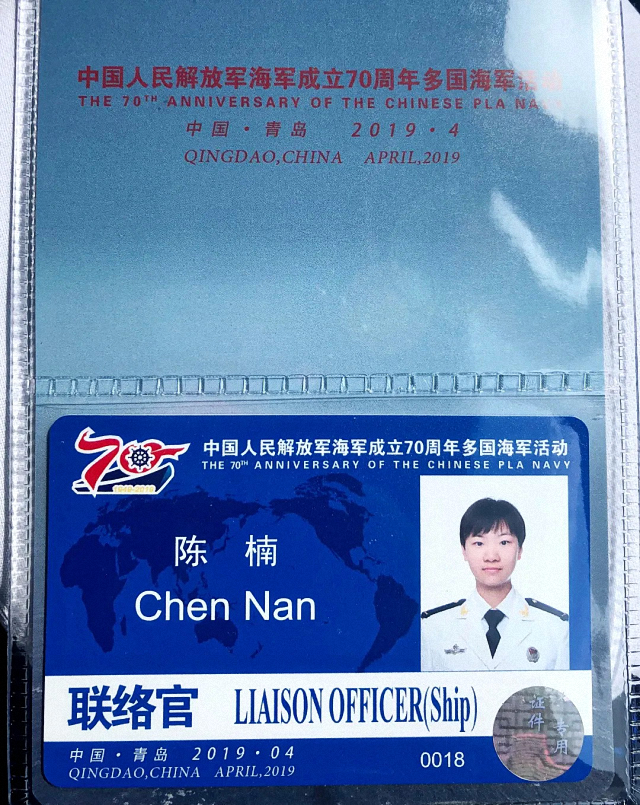 中国人民解放军海军成立70周年多国海军活动
THE 70TH ANNIVERSARY OF THE CHINESE PLA NAVY
中国·青岛 2019·4
QINGDAO,CHINA APRIL,2019
70
1949-2019
中国人民解放军海军成立70周年多国海军活动
THE 70TH ANNIVERSARY OF THE CHINESE PLA NAVY
陈 楠
Chen Nan
联络官 LIAISON OFFICER(Ship)
证件专用
中国·青岛 2019·04
QINGDAO,CHINA APRIL,2019
0018